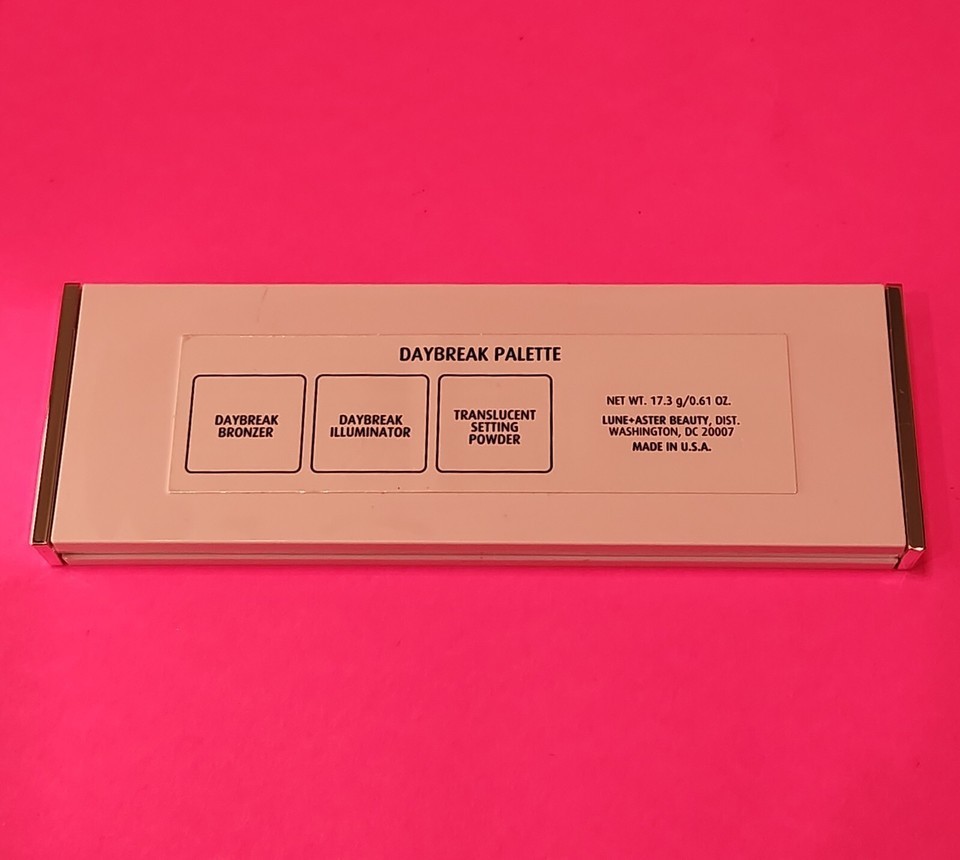 DAYBREAK PALETTE
DAYBREAK
BRONZER
DAYBREAK
ILLUMINATOR
TRANSLUCENT
SETTING
POWDER
NET WT. 17.3 g/0.61 OZ.
LUNE+ASTER BEAUTY, DIST.
WASHINGTON, DC 20007
MADE IN U.S.A.